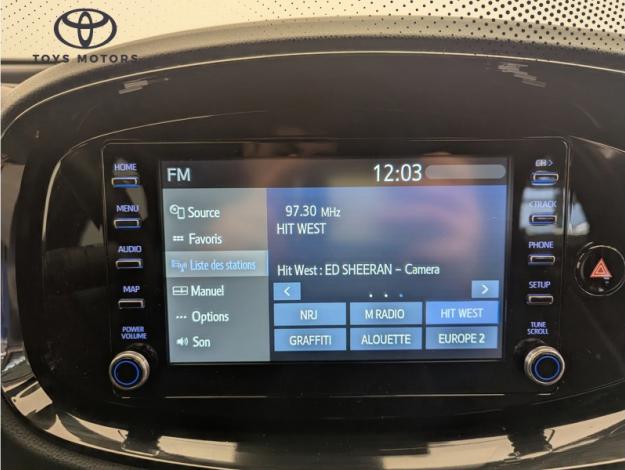 TOYS MOTORS
HOME
MENU
AUDIO
MAP
POWER
VOLUME
FM
12:03
Source
Favoris
Liste des stations
Manuel
Options
Son
97.30 MHz
HIT WEST
Hit West : ED SHEERAN - Camera
<
>
NRJ
M RADIO
HIT WEST
GRAFFITI
ALOUETTE
EUROPE 2
CH >
< TRACK
PHONE
SETUP
TUNE
SCROLL